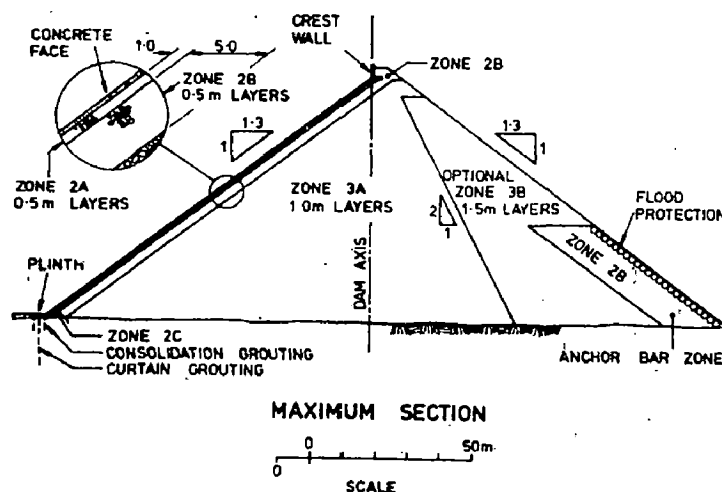 CONCRETE
FACE
1·0
5·0
ZONE 2B
0·5m LAYERS
ZONE 2A
0·5m LAYERS
CREST
WALL
ZONE 2B
1·3
1
1·3
1
ZONE 3A
1·0m LAYERS
OPTIONAL
ZONE 3B
1·5m LAYERS
2
1
FLOOD
PROTECTION
ZONE 2B
PLINTH
DAM AXIS
ZONE 2C
CONSOLIDATION GROUTING
CURTAIN GROUTING
ANCHOR BAR ZONE
MAXIMUM SECTION
0
50m
0
SCALE